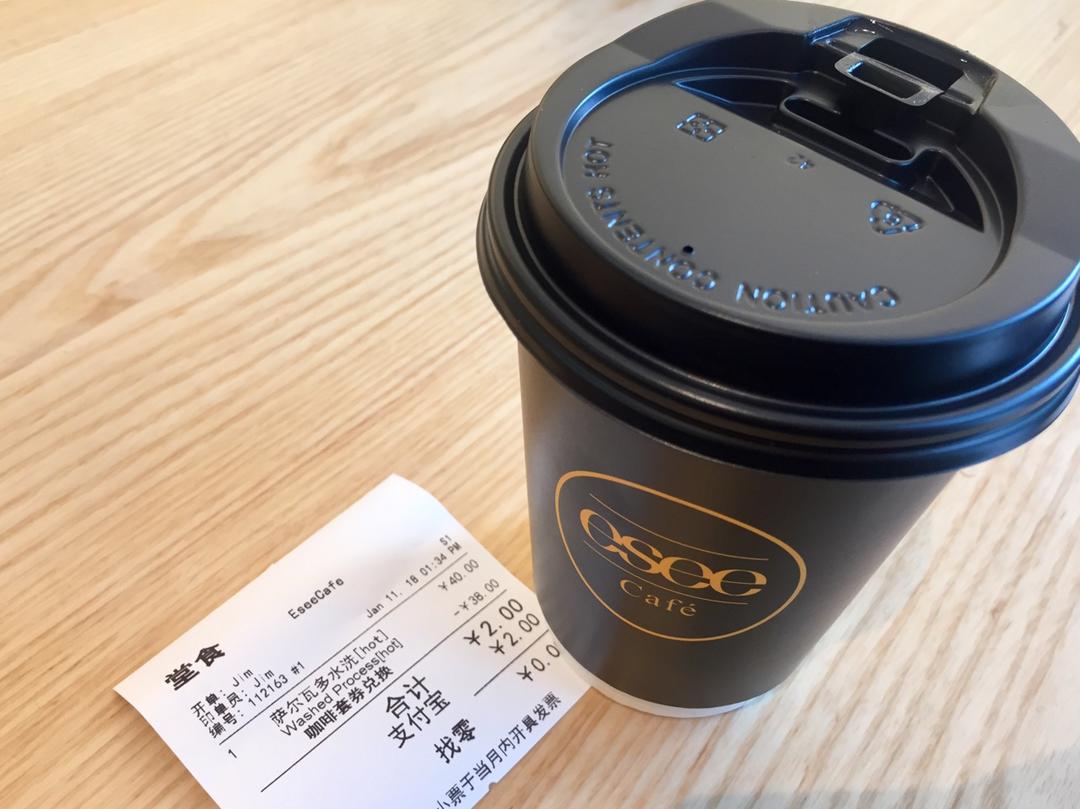 CAUTION CONTENTS HOT
esee
Café
EseeCafe
S1
Jan 11, 18 01:34 PM
堂食
开单: Jim
印单员: Jim
编号: 112163 #1
1 萨尔瓦多水洗[hot] ￥40.00
Washed Process[hot]
咖啡套券兑换 -￥38.00
合计 ￥2.00
支付宝 ￥2.00
找零 ￥0.0
小票于当月内开具发票